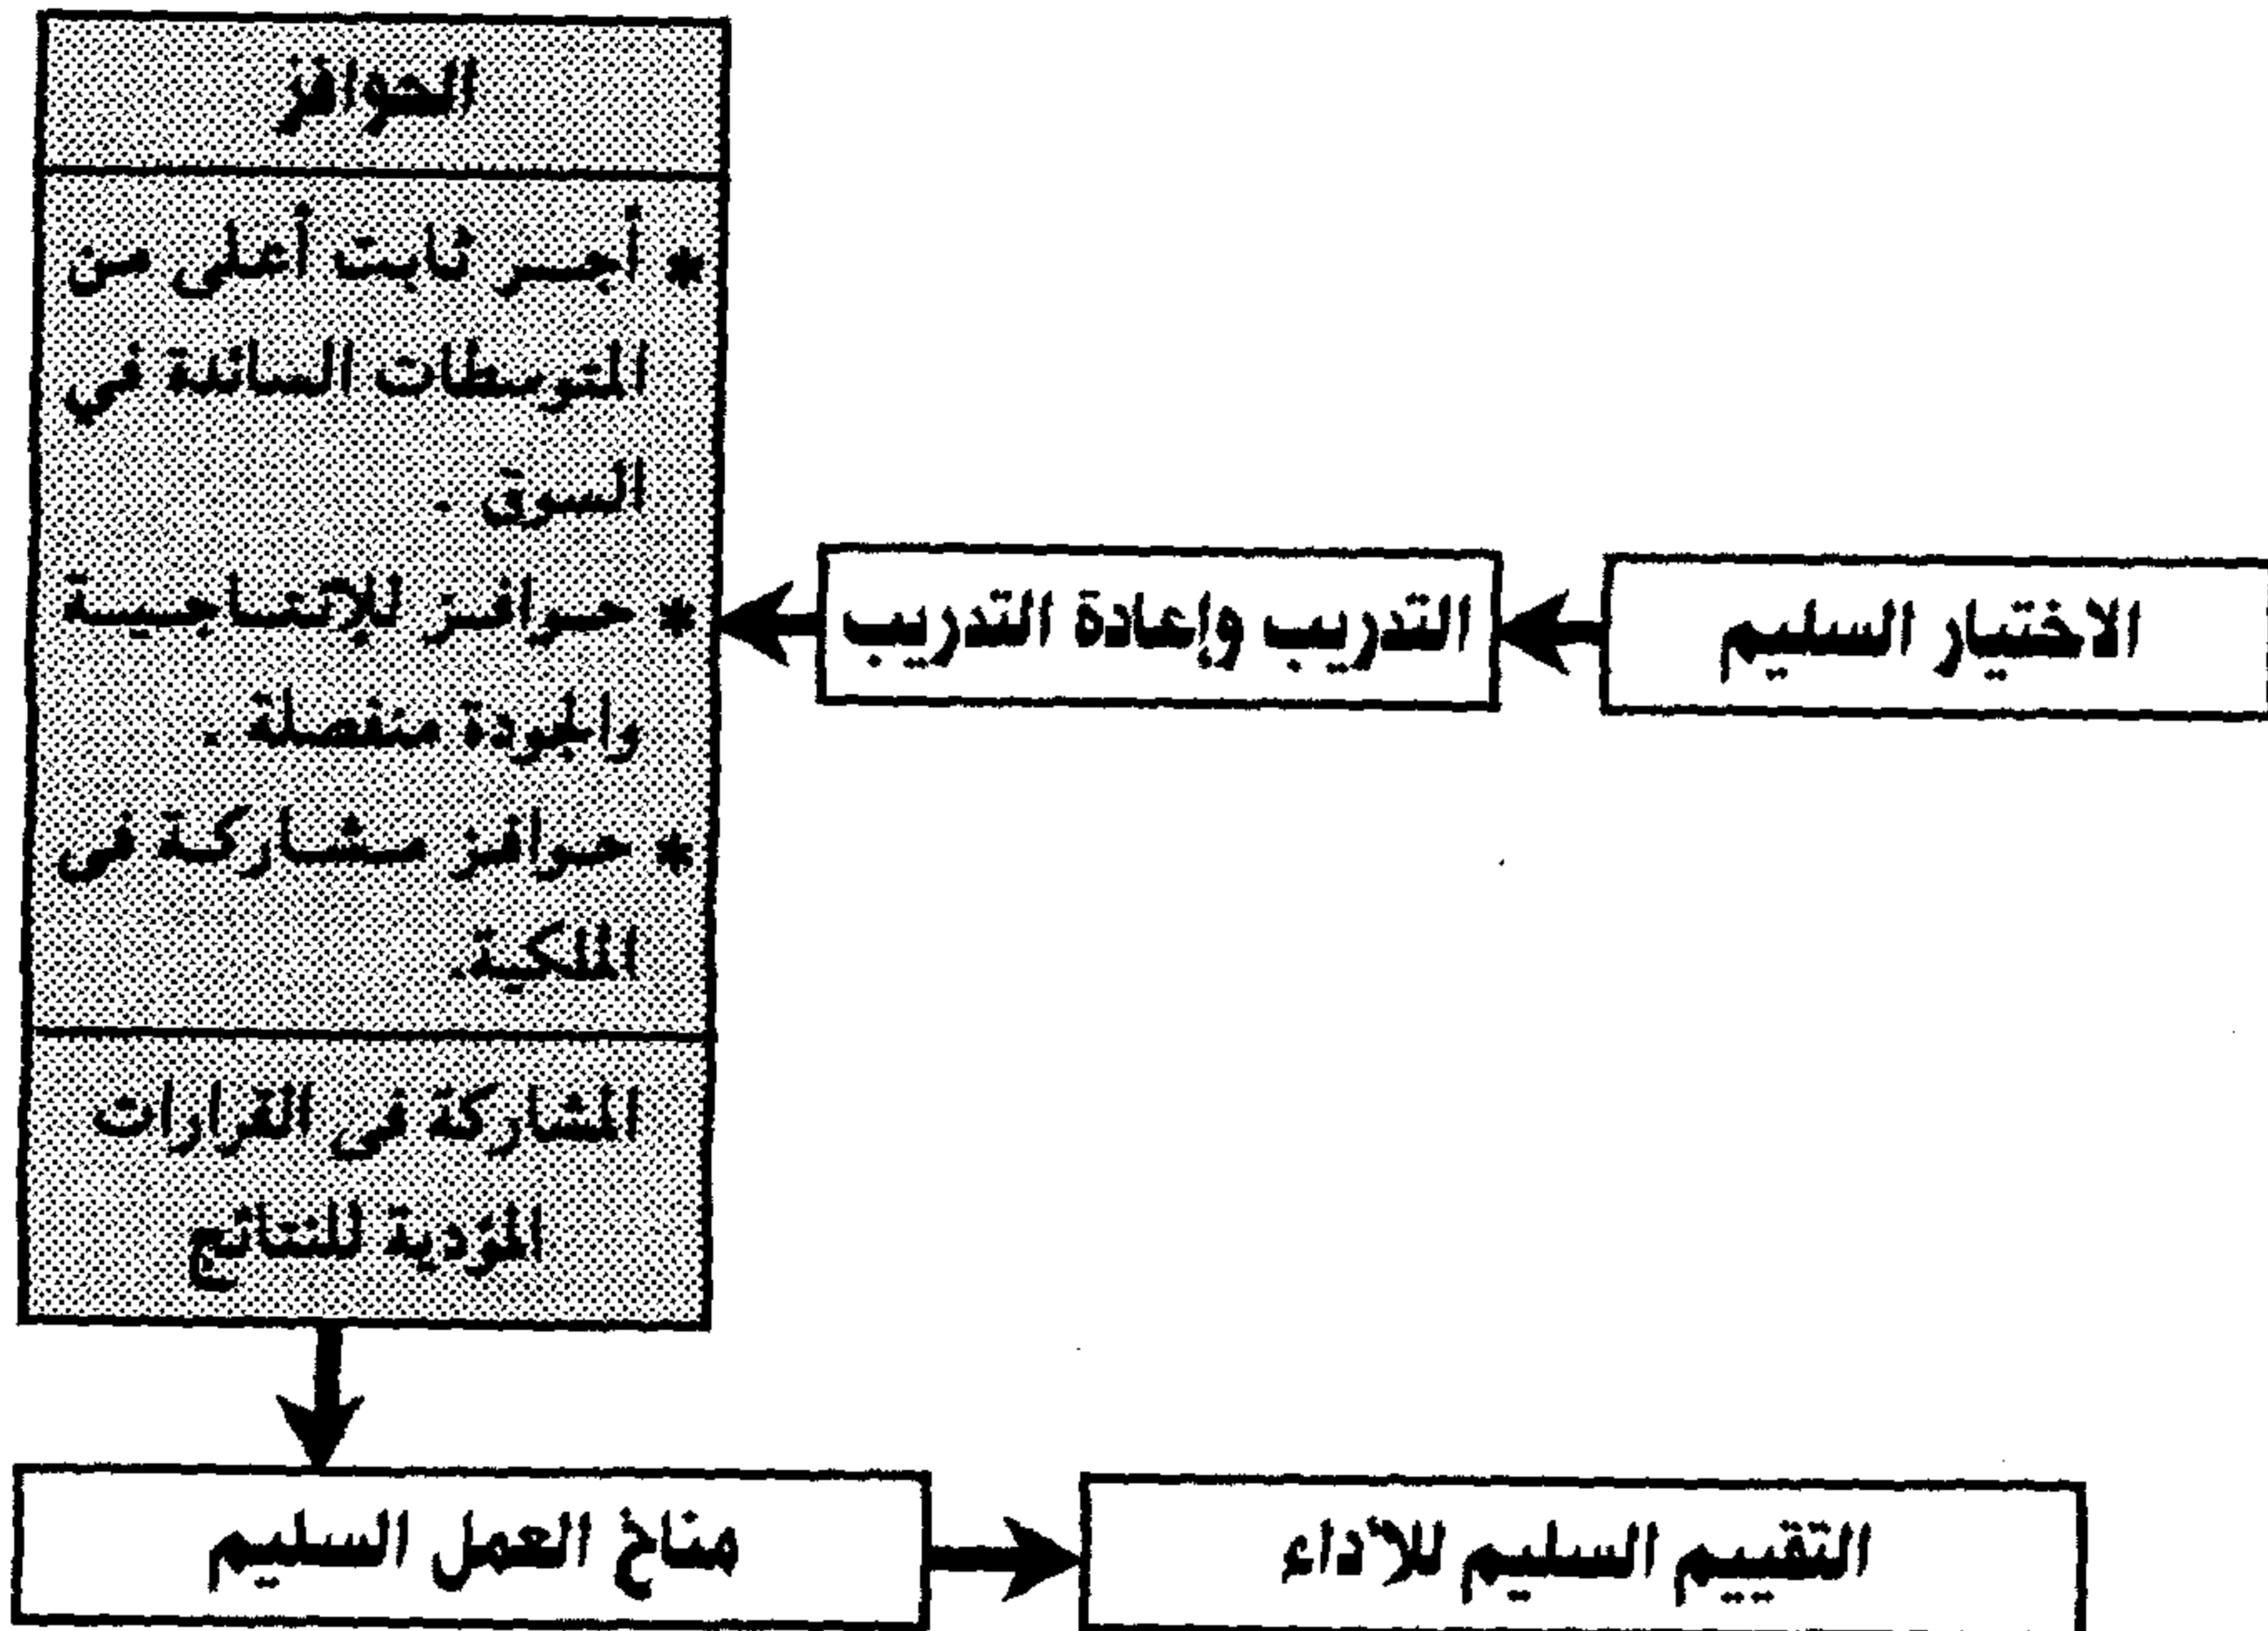 الاختيار السليم
التدريب وإعادة التدريب
الحوافز
* أجر ثابت أعلى من
المتوسطات السائدة في
السوق .
* حوافز للإنتاجية
والجودة منفصلة .
* حوافز مشاركة في
الملكية.
المشاركة في القرارات
المؤدية للنتائج
مناخ العمل السليم
التقييم السليم للأداء